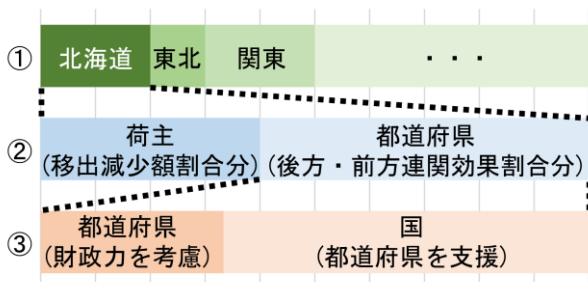 ① 北海道 東北 関東 ・・・
② 荷主 都道府県
(移出減少額割合分) (後方・前方連関効果割合分)
③ 都道府県 国
(財政力を考慮) (都道府県を支援)